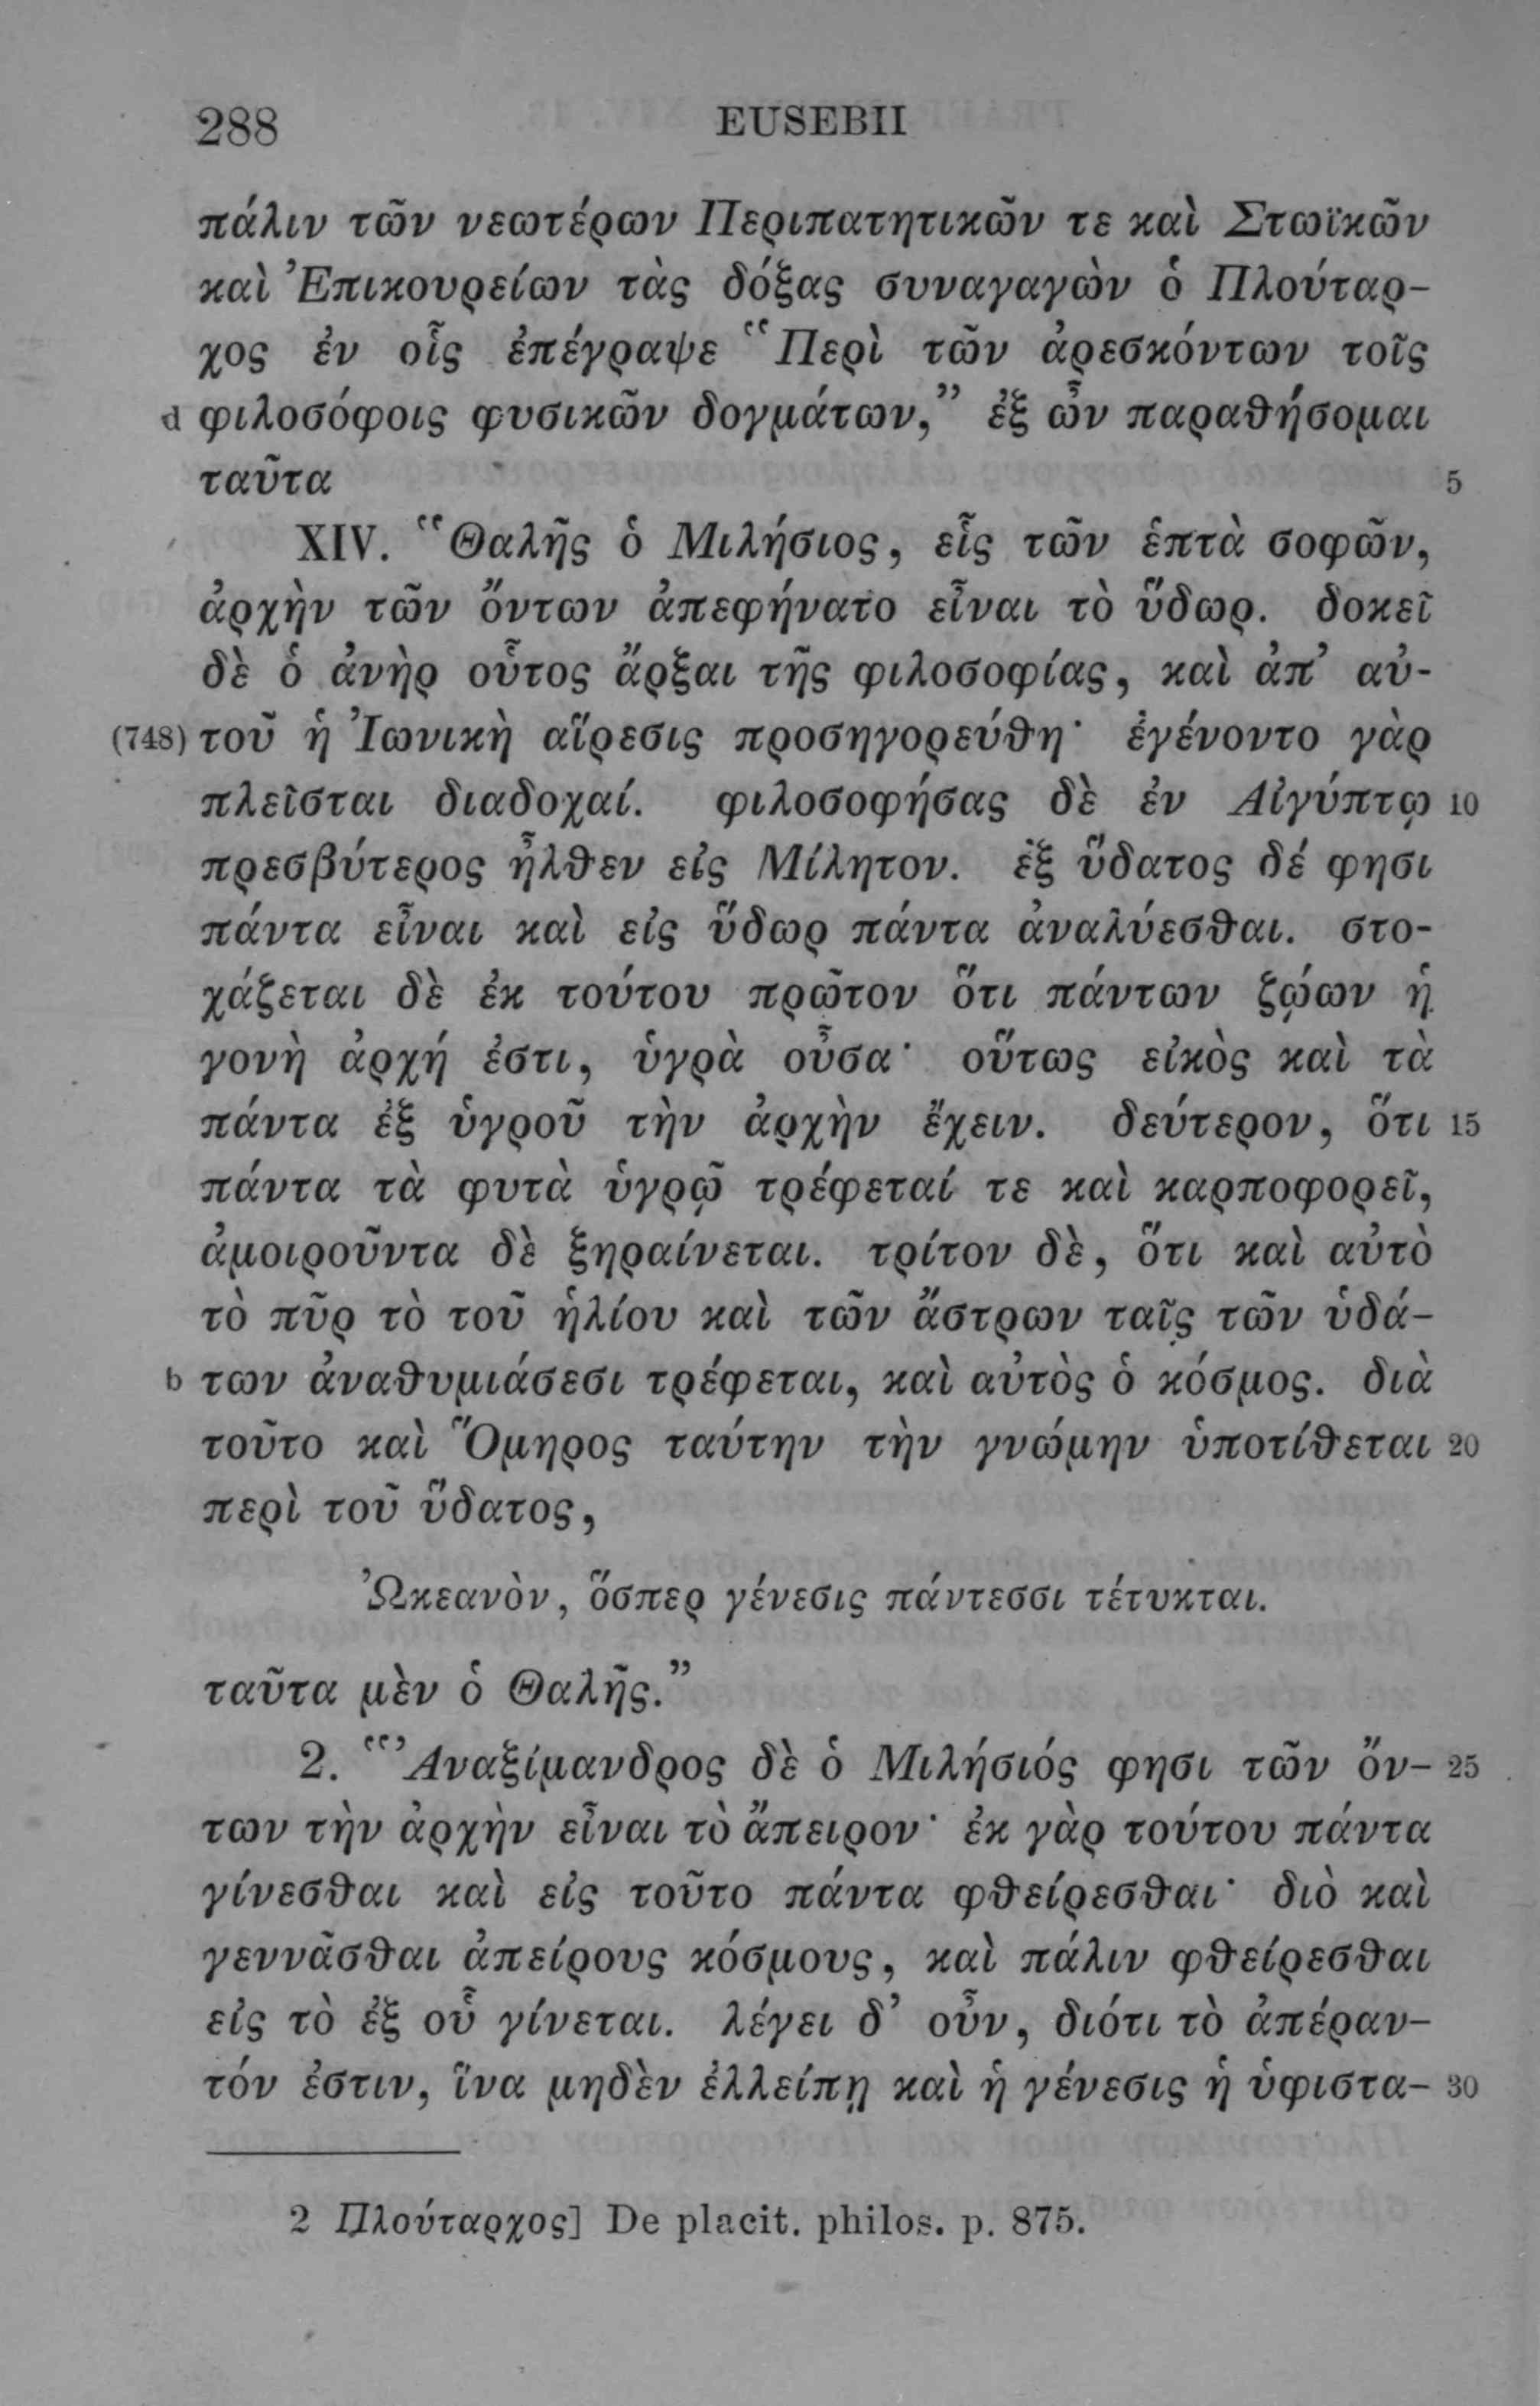 288 EUSEBII
πάλιν τῶν νεωτέρων Περιπατητικῶν τε καὶ Στωϊκῶν
καὶ Ἐπικουρείων τὰς δόξας συναγαγὼν ὁ Πλούταρ-
χος ἐν οἷς ἐπέγραψε “Περὶ τῶν ἀρεσκόντων τοῖς
d φιλοσόφοις φυσικῶν δογμάτων,” ἐξ ὧν παραθήσομαι
ταῦτα 5
XIV. “Θαλῆς ὁ Μιλήσιος, εἷς τῶν ἑπτὰ σοφῶν,
ἀρχὴν τῶν ὄντων ἀπεφήνατο εἶναι τὸ ὕδωρ. δοκεῖ
δὲ ὁ ἀνὴρ οὗτος ἄρξαι τῆς φιλοσοφίας, καὶ ἀπ’ αὐ-
(748) τοῦ ἡ Ἰωνικὴ αἵρεσις προσηγορεύθη· ἐγένοντο γὰρ
πλεῖσται διαδοχαί. φιλοσοφήσας δὲ ἐν Αἰγύπτῳ 10
πρεσβύτερος ἦλθεν εἰς Μίλητον. ἐξ ὕδατος δέ φησι
πάντα εἶναι καὶ εἰς ὕδωρ πάντα ἀναλύεσθαι. στο-
χάζεται δὲ ἐκ τούτου πρῶτον ὅτι πάντων ζῴων ἡ
γονὴ ἀρχή ἐστι, ὑγρὰ οὖσα· οὕτως εἰκὸς καὶ τὰ
πάντα ἐξ ὑγροῦ τὴν ἀρχὴν ἔχειν. δεύτερον, ὅτι 15
πάντα τὰ φυτὰ ὑγρῷ τρέφεταί τε καὶ καρποφορεῖ,
ἀμοιροῦντα δὲ ξηραίνεται. τρίτον δὲ, ὅτι καὶ αὐτὸ
τὸ πῦρ τὸ τοῦ ἡλίου καὶ τῶν ἄστρων ταῖς τῶν ὑδά-
b των ἀναθυμιάσεσι τρέφεται, καὶ αὐτὸς ὁ κόσμος. διὰ
τοῦτο καὶ Ὅμηρος ταύτην τὴν γνώμην ὑποτίθεται 20
περὶ τοῦ ὕδατος,
Ὠκεανὸν, ὅσπερ γένεσις πάντεσσι τέτυκται.
ταῦτα μὲν ὁ Θαλῆς.”
2. “Ἀναξίμανδρος δὲ ὁ Μιλήσιός φησι τῶν ὄν- 25
των τὴν ἀρχὴν εἶναι τὸ ἄπειρον· ἐκ γὰρ τούτου πάντα
γίνεσθαι καὶ εἰς τοῦτο πάντα φθείρεσθαι· διὸ καὶ
γεννᾶσθαι ἀπείρους κόσμους, καὶ πάλιν φθείρεσθαι
εἰς τὸ ἐξ οὗ γίνεται. λέγει δ’ οὖν, διότι τὸ ἀπέραν-
τόν ἐστιν, ἵνα μηδὲν ἐλλείπῃ καὶ ἡ γένεσις ἡ ὑφιστα- 30
2 Πλούταρχος] De placit. philos. p. 875.